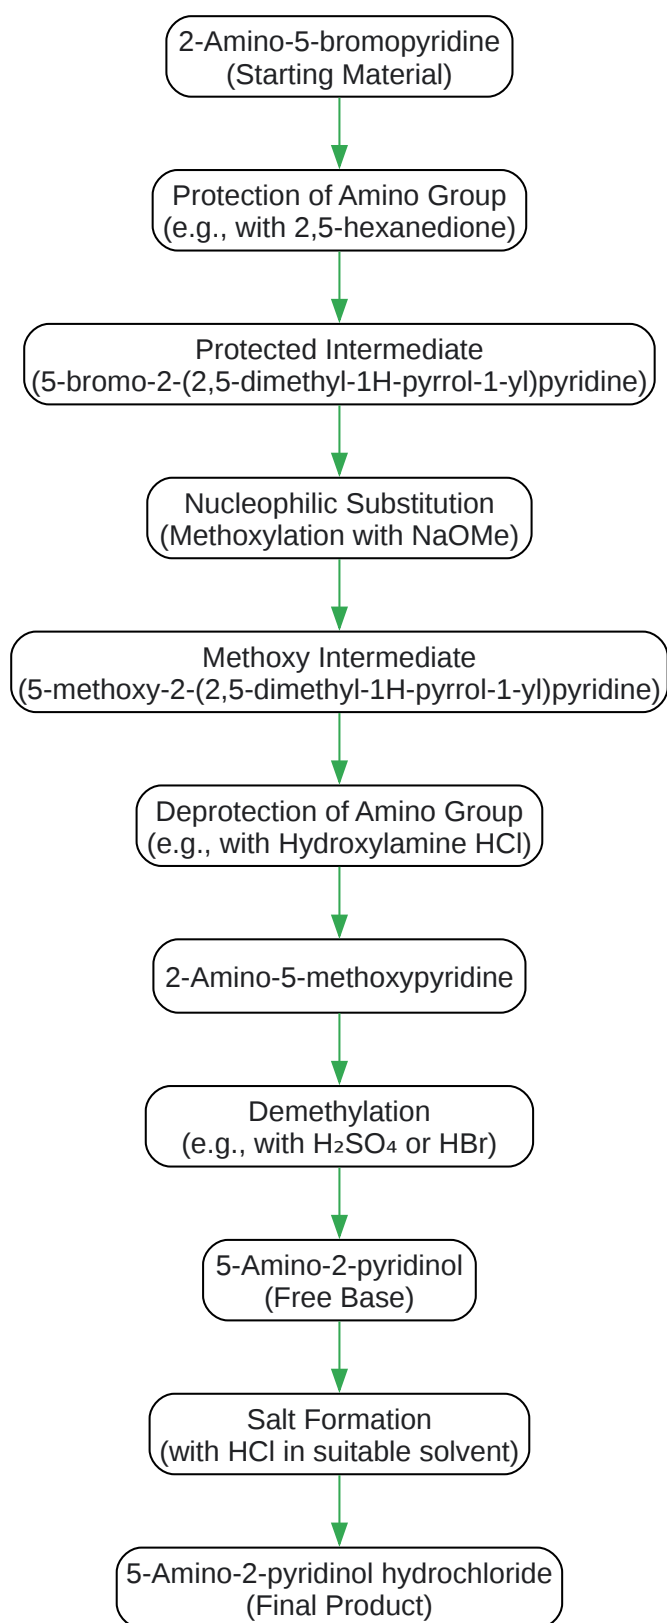 2-Amino-5-bromopyridine
(Starting Material)
Protection of Amino Group
(e.g., with 2,5-hexanedione)
Protected Intermediate
(5-bromo-2-(2,5-dimethyl-1H-pyrrol-1-yl)pyridine)
Nucleophilic Substitution
(Methoxylation with NaOMe)
Methoxy Intermediate
(5-methoxy-2-(2,5-dimethyl-1H-pyrrol-1-yl)pyridine)
Deprotection of Amino Group
(e.g., with Hydroxylamine HCl)
2-Amino-5-methoxypyridine
Demethylation
(e.g., with H₂SO₄ or HBr)
5-Amino-2-pyridinol
(Free Base)
Salt Formation
(with HCl in suitable solvent)
5-Amino-2-pyridinol hydrochloride
(Final Product)